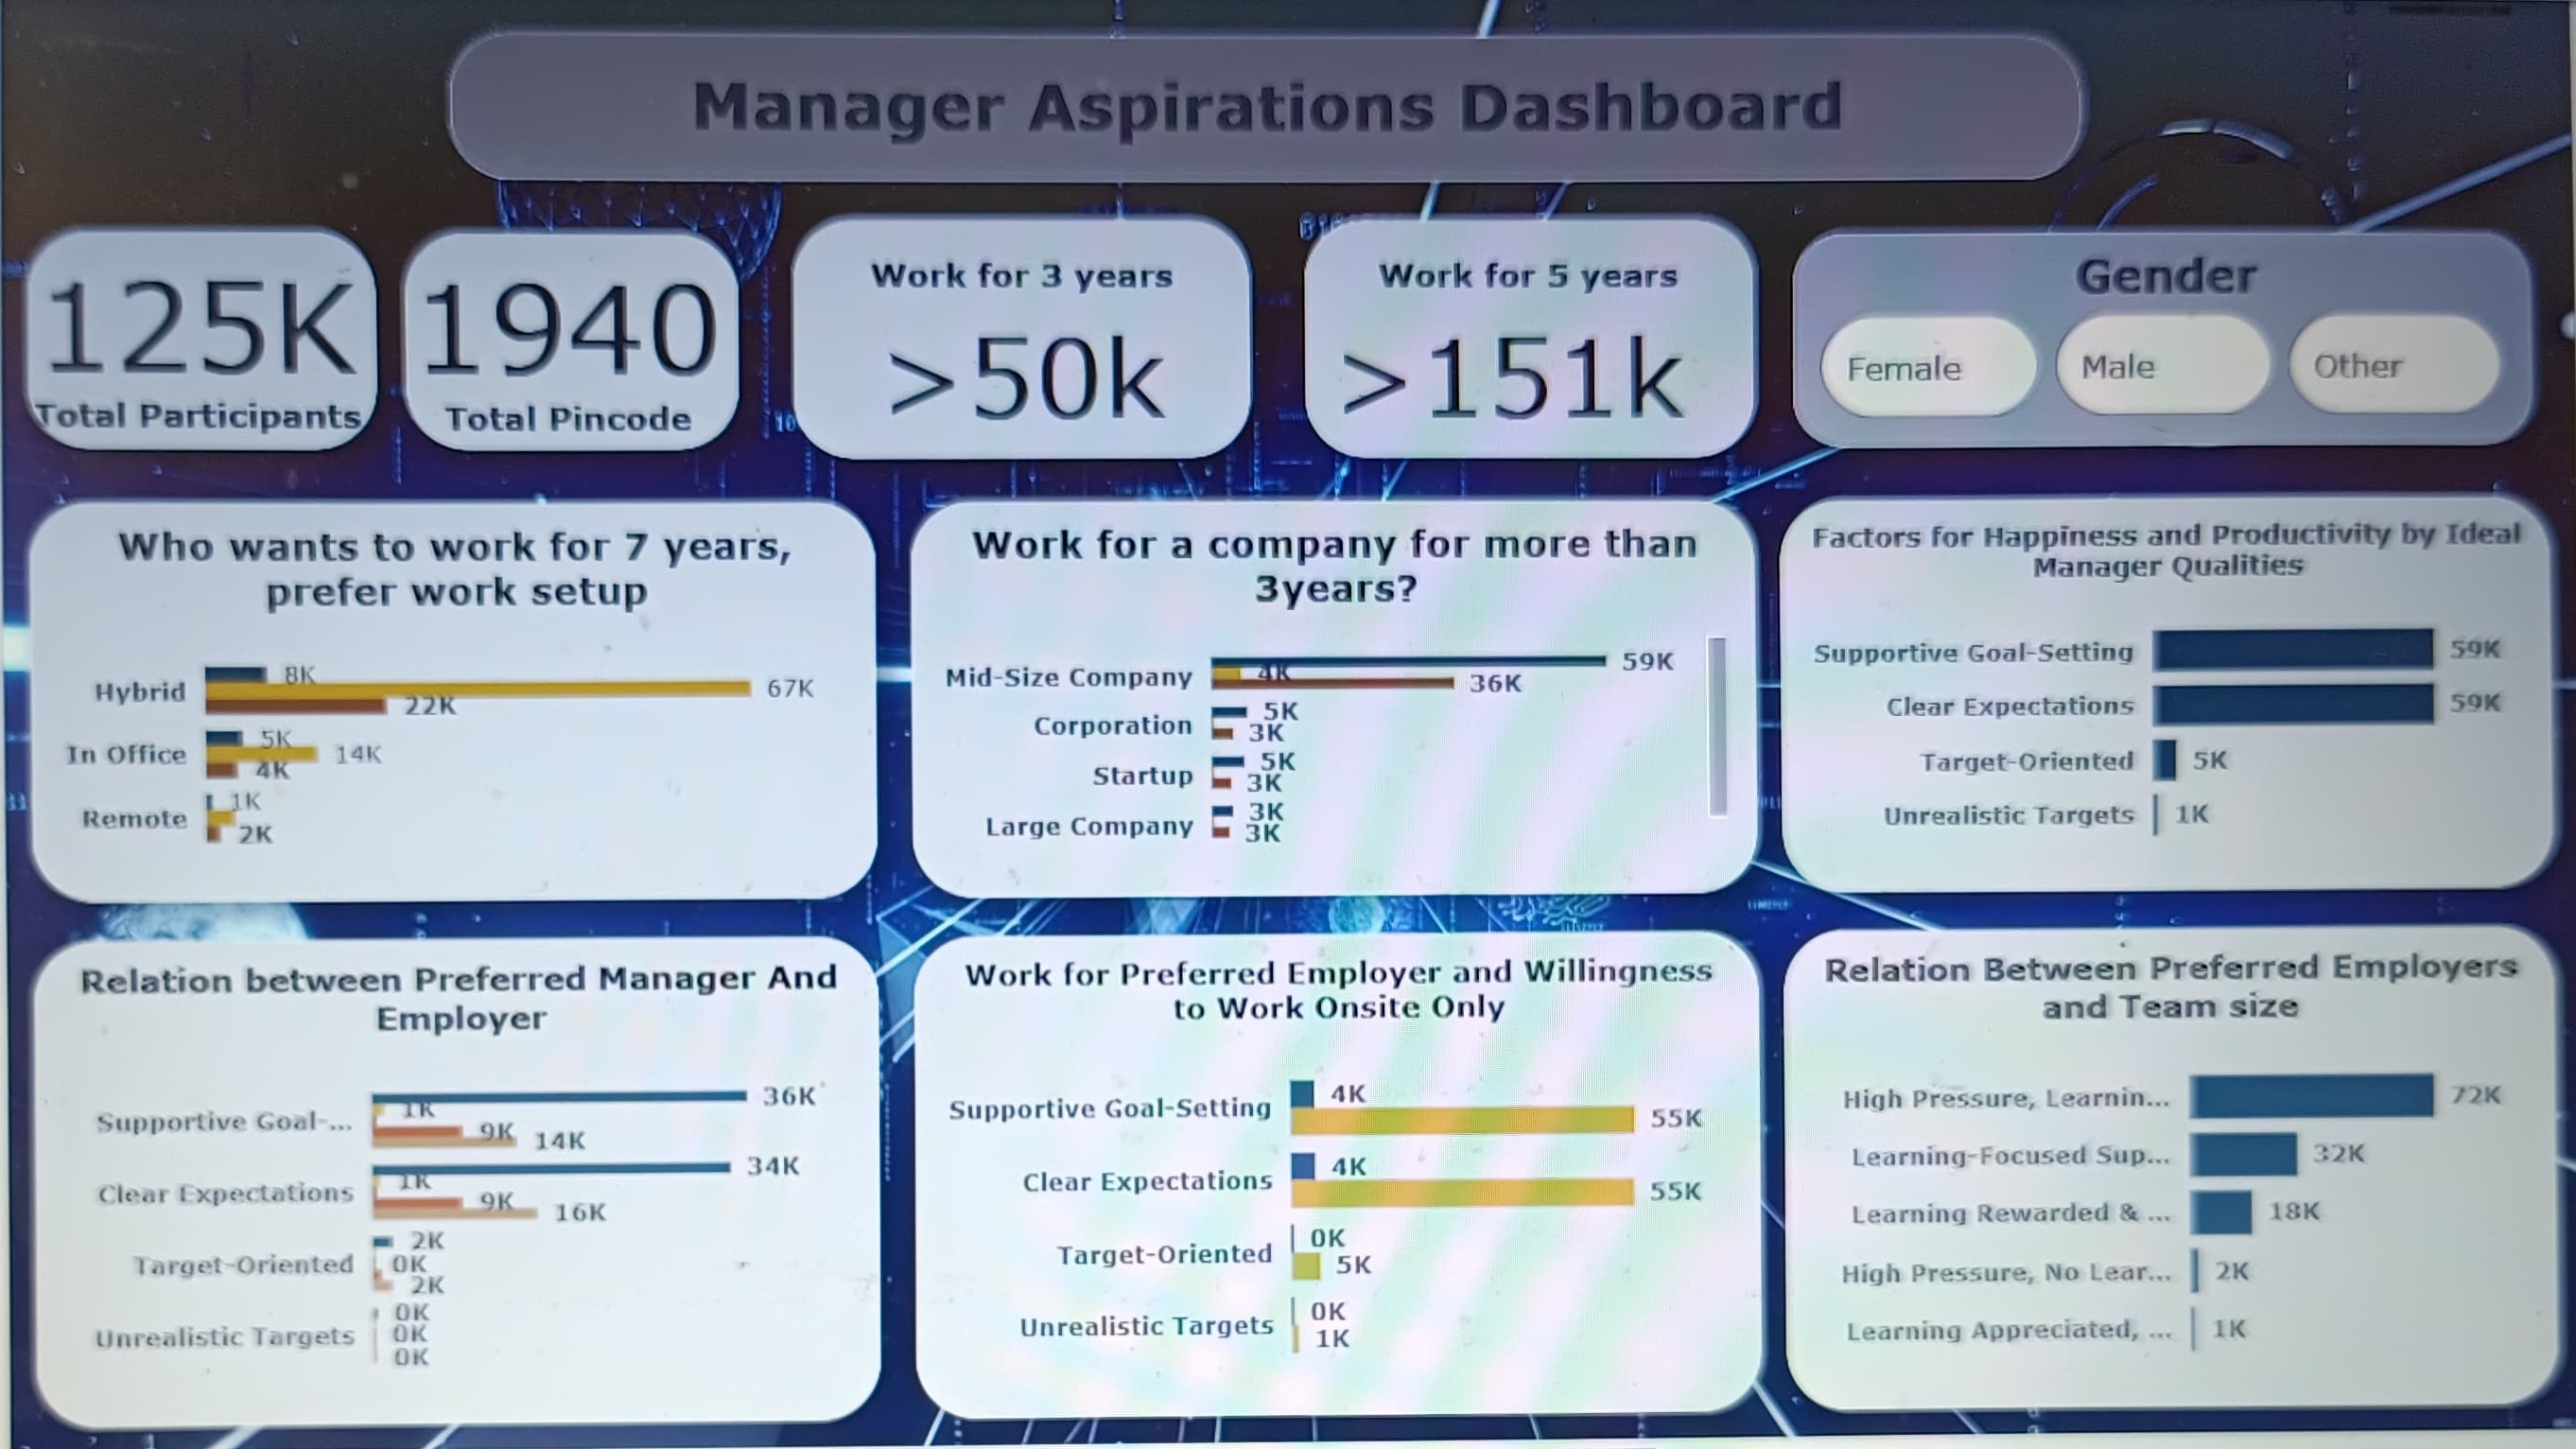 Manager Aspirations Dashboard
125K
Total Participants
1940
Total Pincode
Work for 3 years
>50k
Work for 5 years
>151k
Gender
Female
Male
Other
Who wants to work for 7 years,
prefer work setup
Hybrid
8K
67K
22K
In Office
5K
14K
4K
Remote
1K
2K
Work for a company for more than
3years?
Mid-Size Company
59K
4K
36K
Corporation
5K
3K
Startup
5K
3K
Large Company
3K
3K
Factors for Happiness and Productivity by Ideal
Manager Qualities
Supportive Goal-Setting
59K
Clear Expectations
59K
Target-Oriented
5K
Unrealistic Targets
1K
Relation between Preferred Manager And
Employer
Supportive Goal-...
36K
1K
9K
14K
Clear Expectations
34K
1K
9K
16K
Target-Oriented
2K
0K
2K
Unrealistic Targets
0K
0K
0K
Work for Preferred Employer and Willingness
to Work Onsite Only
Supportive Goal-Setting
4K
55K
Clear Expectations
4K
55K
Target-Oriented
0K
5K
Unrealistic Targets
0K
1K
Relation Between Preferred Employers
and Team size
High Pressure, Learnin...
72K
Learning-Focused Sup...
32K
Learning Rewarded & ...
18K
High Pressure, No Lear...
2K
Learning Appreciated, ...
1K